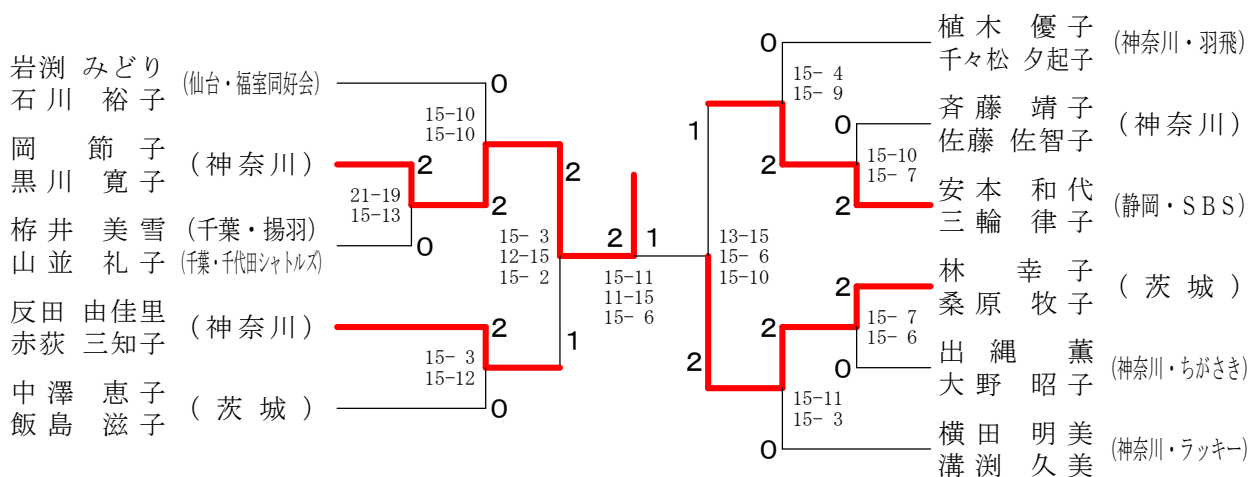 岩渕 みどり
石川 裕子
(仙台・福室同好会)
0
15-10
15-10
岡 節子
黒川 寛子
(神奈川)
2
21-19
15-13
2
栫井 美雪
山並 礼子
(千葉・揚羽)
(千葉・千代田シャトルズ)
0
2
15- 3
12-15
15- 2
反田 由佳里
赤荻 三知子
(神奈川)
2
1
15- 3
15-12
中澤 恵子
飯島 滋子
(茨城)
0
2
1
15-11
11-15
15- 6
植木 優子
千々松 夕起子
(神奈川・羽飛)
0
15- 4
15- 9
1
斉藤 靖子
佐藤 佐智子
(神奈川)
0
2
15-10
15- 7
安本 和代
三輪 律子
(静岡・SBS)
2
13-15
15- 6
15-10
林 幸子
桑原 牧子
(茨城)
2
2
15- 7
15- 6
出縄 薫
大野 昭子
(神奈川・ちがさき)
0
2
15-11
15- 3
横田 明美
溝渕 久美
(神奈川・ラッキー)
0